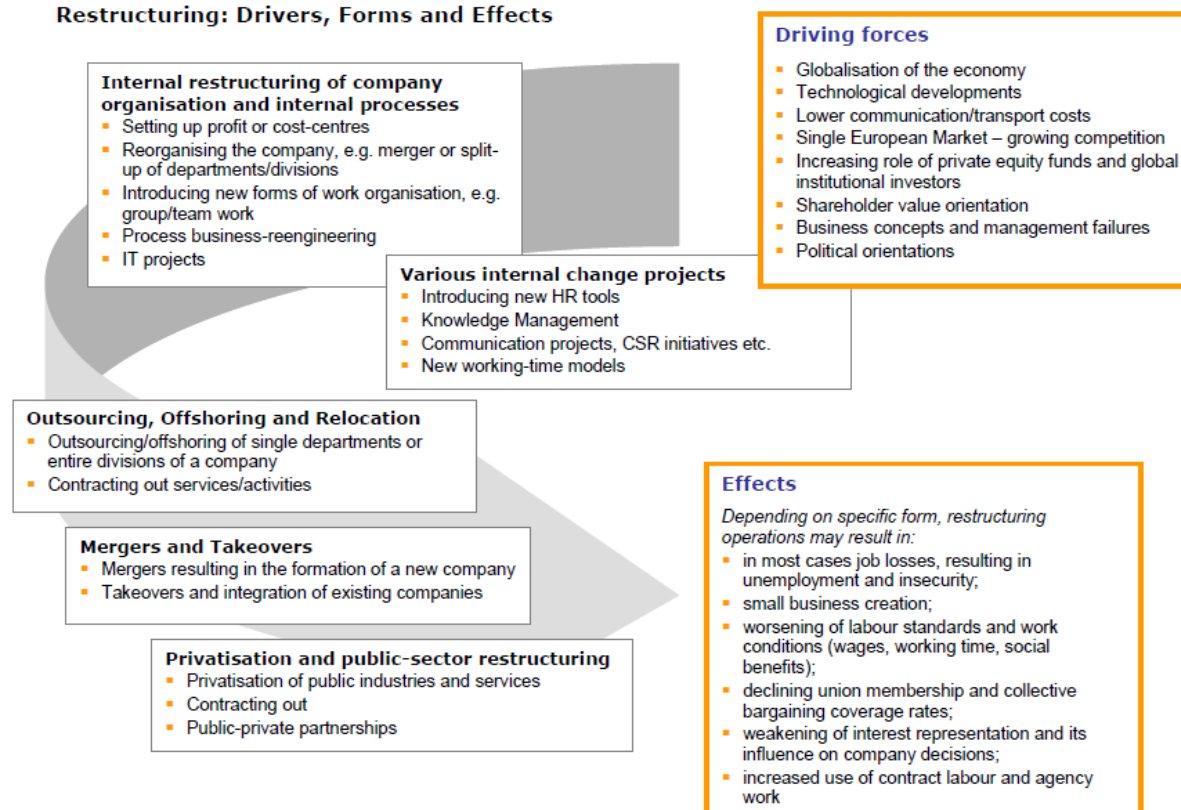 Restructuring: Drivers, Forms and Effects
Driving forces
▪ Globalisation of the economy
▪ Technological developments
▪ Lower communication/transport costs
▪ Single European Market – growing competition
▪ Increasing role of private equity funds and global
institutional investors
▪ Shareholder value orientation
▪ Business concepts and management failures
▪ Political orientations
Internal restructuring of company
organisation and internal processes
▪ Setting up profit or cost-centres
▪ Reorganising the company, e.g. merger or split-
up of departments/divisions
▪ Introducing new forms of work organisation, e.g.
group/team work
▪ Process business-reengineering
▪ IT projects
Various internal change projects
▪ Introducing new HR tools
▪ Knowledge Management
▪ Communication projects, CSR initiatives etc.
▪ New working-time models
Outsourcing, Offshoring and Relocation
▪ Outsourcing/offshoring of single departments or
entire divisions of a company
▪ Contracting out services/activities
Mergers and Takeovers
▪ Mergers resulting in the formation of a new company
▪ Takeovers and integration of existing companies
Privatisation and public-sector restructuring
▪ Privatisation of public industries and services
▪ Contracting out
▪ Public-private partnerships
Effects
Depending on specific form, restructuring
operations may result in:
▪ in most cases job losses, resulting in
unemployment and insecurity;
▪ small business creation;
▪ worsening of labour standards and work
conditions (wages, working time, social
benefits);
▪ declining union membership and collective
bargaining coverage rates;
▪ weakening of interest representation and its
influence on company decisions;
▪ increased use of contract labour and agency
work